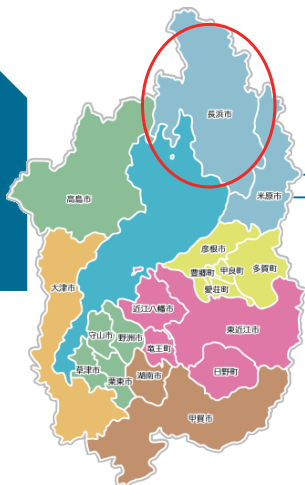 長浜市
高島市
米原市
彦根市
豊郷町
甲良町
多賀町
愛荘町
大津市
近江八幡市
東近江市
守山市
野洲市
竜王町
草津市
栗東市
湖南市
日野町
甲賀市